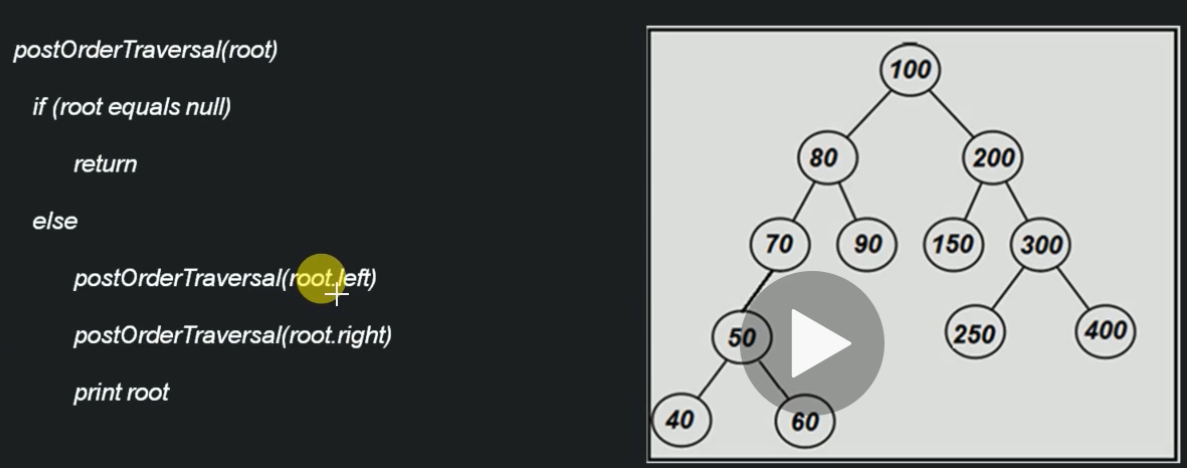 postOrderTraversal(root)
if (root equals null)
return
else
postOrderTraversal(root.left)
postOrderTraversal(root.right)
print root
100
80
200
70
90
150
300
50
250
400
40
60